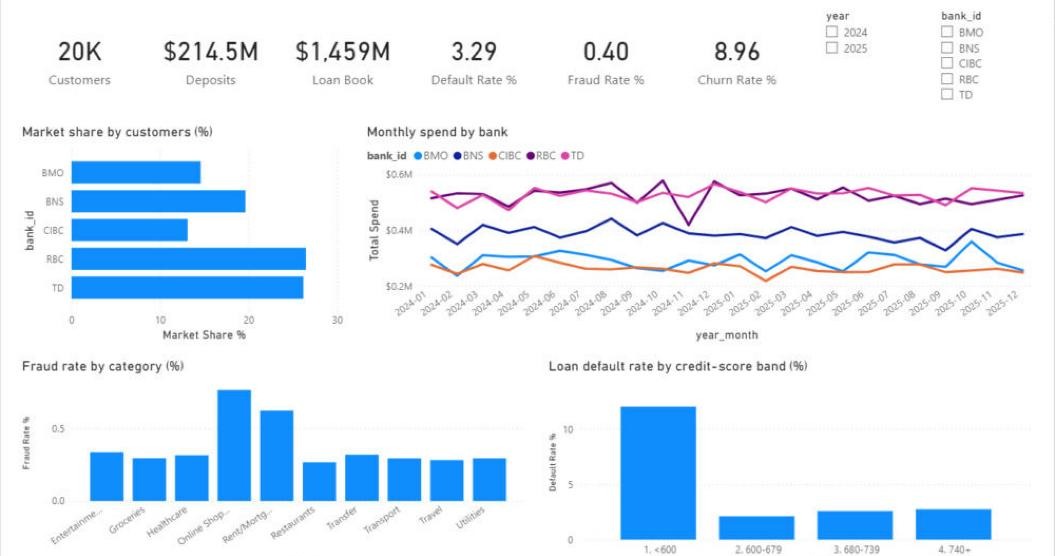 20K
Customers
$214.5M
Deposits
$1,459M
Loan Book
3.29
Default Rate %
0.40
Fraud Rate %
8.96
Churn Rate %
year
2024
2025
bank_id
BMO
BNS
CIBC
RBC
TD
Market share by customers (%)
bank_id
BMO
BNS
CIBC
RBC
TD
0 10 20 30
Market Share %
Monthly spend by bank
bank_id BMO BNS CIBC RBC TD
Total Spend
$0.6M
$0.4M
$0.2M
2024-01 2024-02 2024-03 2024-04 2024-05 2024-06 2024-07 2024-08 2024-09 2024-10 2024-11 2024-12 2025-01 2025-02 2025-03 2025-04 2025-05 2025-06 2025-07 2025-08 2025-09 2025-10 2025-11 2025-12
year_month
Fraud rate by category (%)
Fraud Rate %
0.5
0.0
Entertainme... Groceries Healthcare Online Shop... Rent/Mortg... Restaurants Transfer Transport Travel Utilities
Loan default rate by credit-score band (%)
Default Rate %
10
5
0
1. <600 2. 600-679 3. 680-739 4. 740+